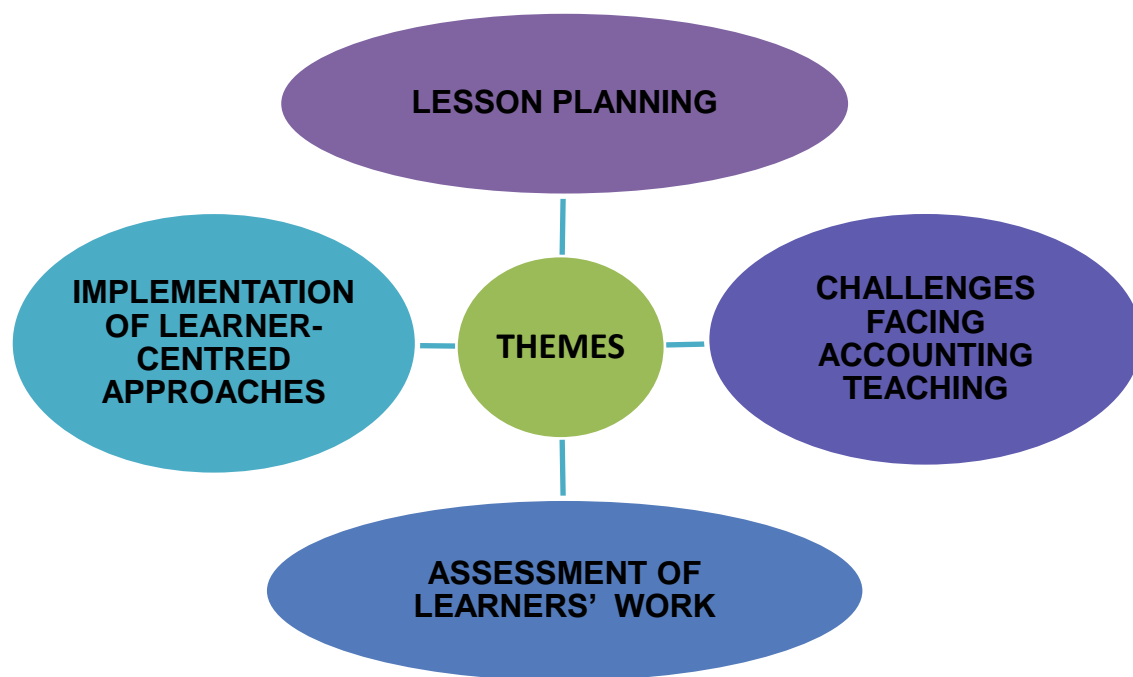 LESSON PLANNING
IMPLEMENTATION
OF LEARNER-
CENTRED
APPROACHES
THEMES
CHALLENGES
FACING
ACCOUNTING
TEACHING
ASSESSMENT OF
LEARNERS’ WORK